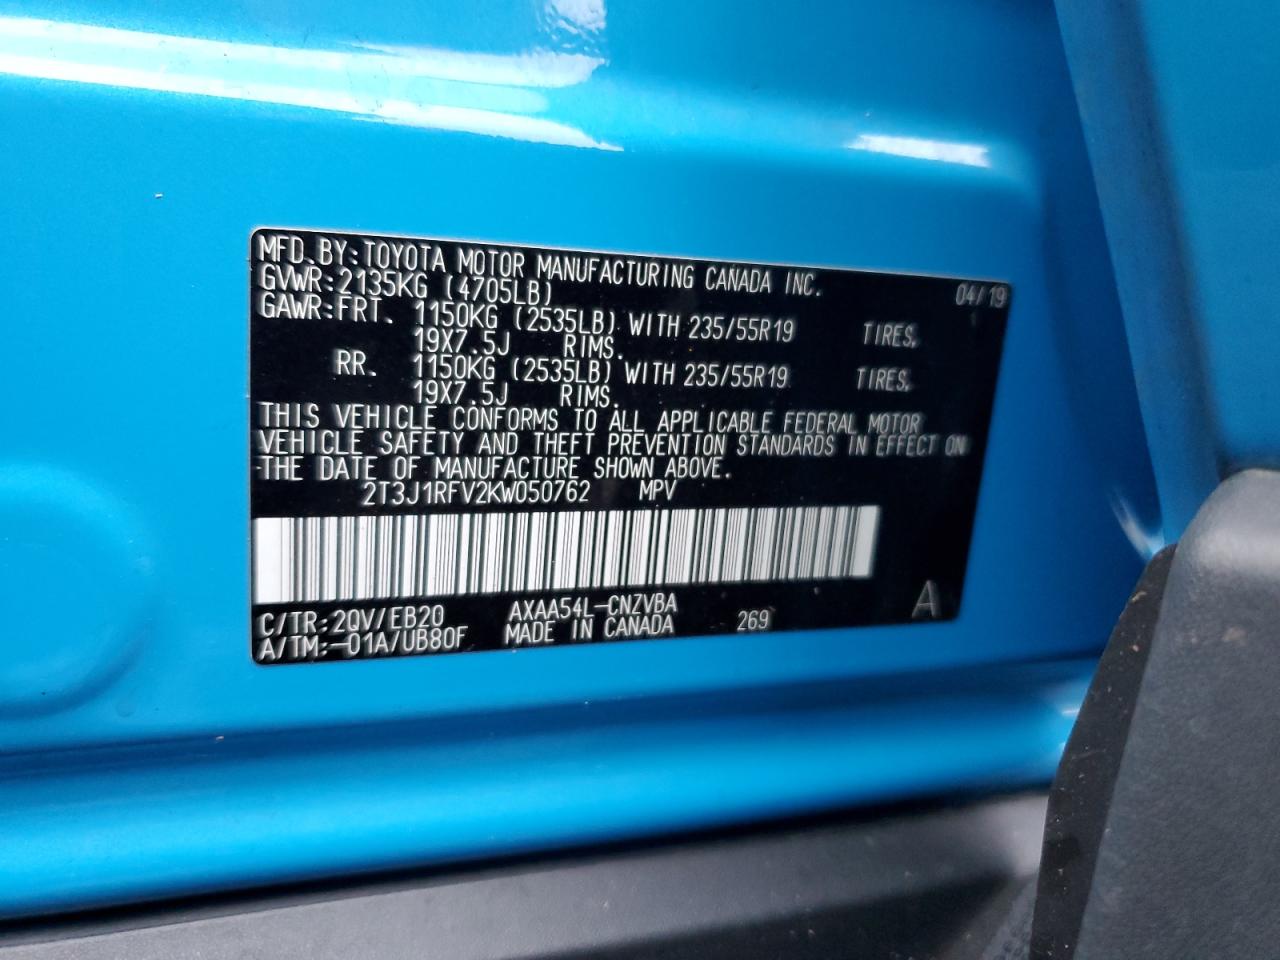 MFD. BY: TOYOTA MOTOR MANUFACTURING CANADA INC. 04/19
GVWR: 2135KG (4705LB)
GAWR: FRT. 1150KG (2535LB) WITH 235/55R19 TIRES,
19X7.5J RIMS.
RR. 1150KG (2535LB) WITH 235/55R19 TIRES,
19X7.5J RIMS.
THIS VEHICLE CONFORMS TO ALL APPLICABLE FEDERAL MOTOR
VEHICLE SAFETY AND THEFT PREVENTION STANDARDS IN EFFECT ON
THE DATE OF MANUFACTURE SHOWN ABOVE.
2T3J1RFV2KW050762 MPV
C/TR: 2QV/EB20 AXAA54L-CNZVBA
A/TM: -01A/UB80F MADE IN CANADA 269 A